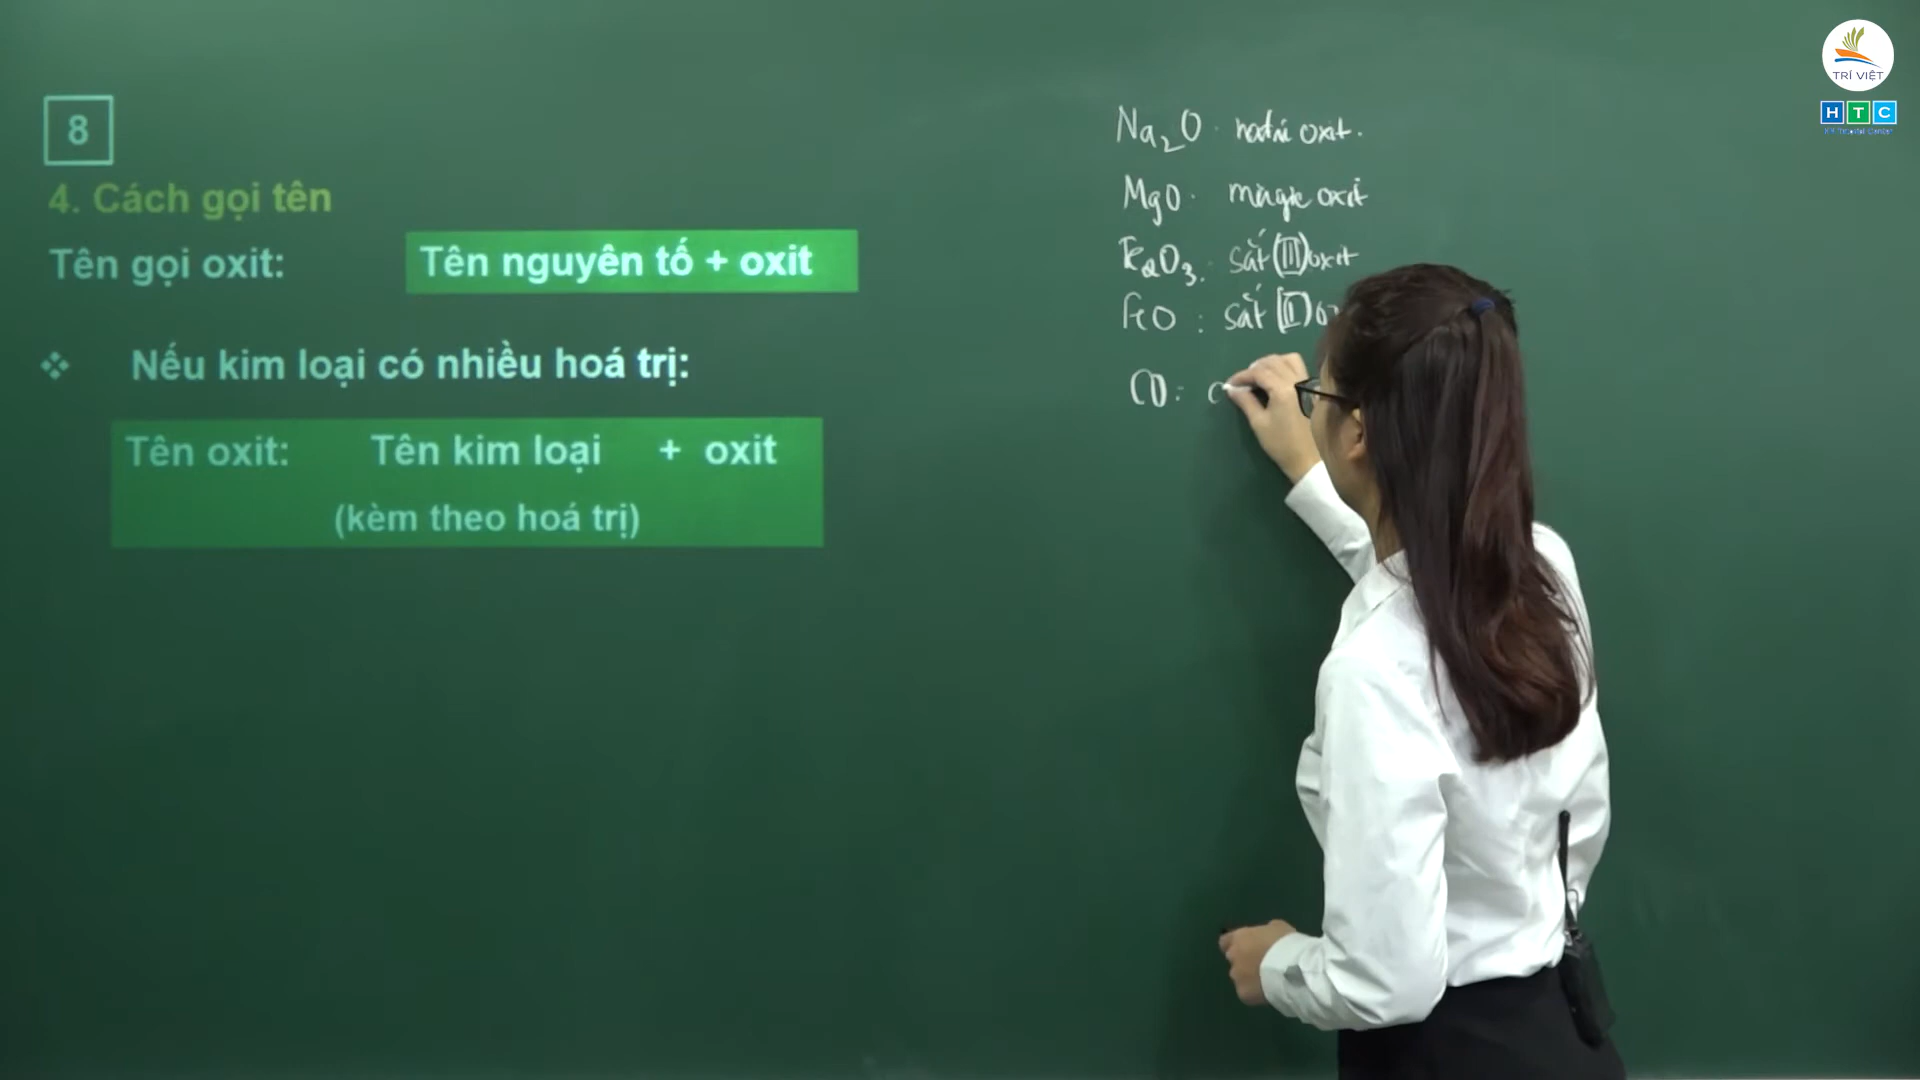 8
4. Cách gọi tên
Tên gọi oxit: Tên nguyên tố + oxit
Nếu kim loại có nhiều hoá trị:
Tên oxit: Tên kim loại + oxit
(kèm theo hoá trị)
Na2O. natri oxit.
MgO. magie oxit
Fe2O3. sắt (III) oxit
FeO : sắt (II)
CO: c
TRÍ VIỆT
HTC